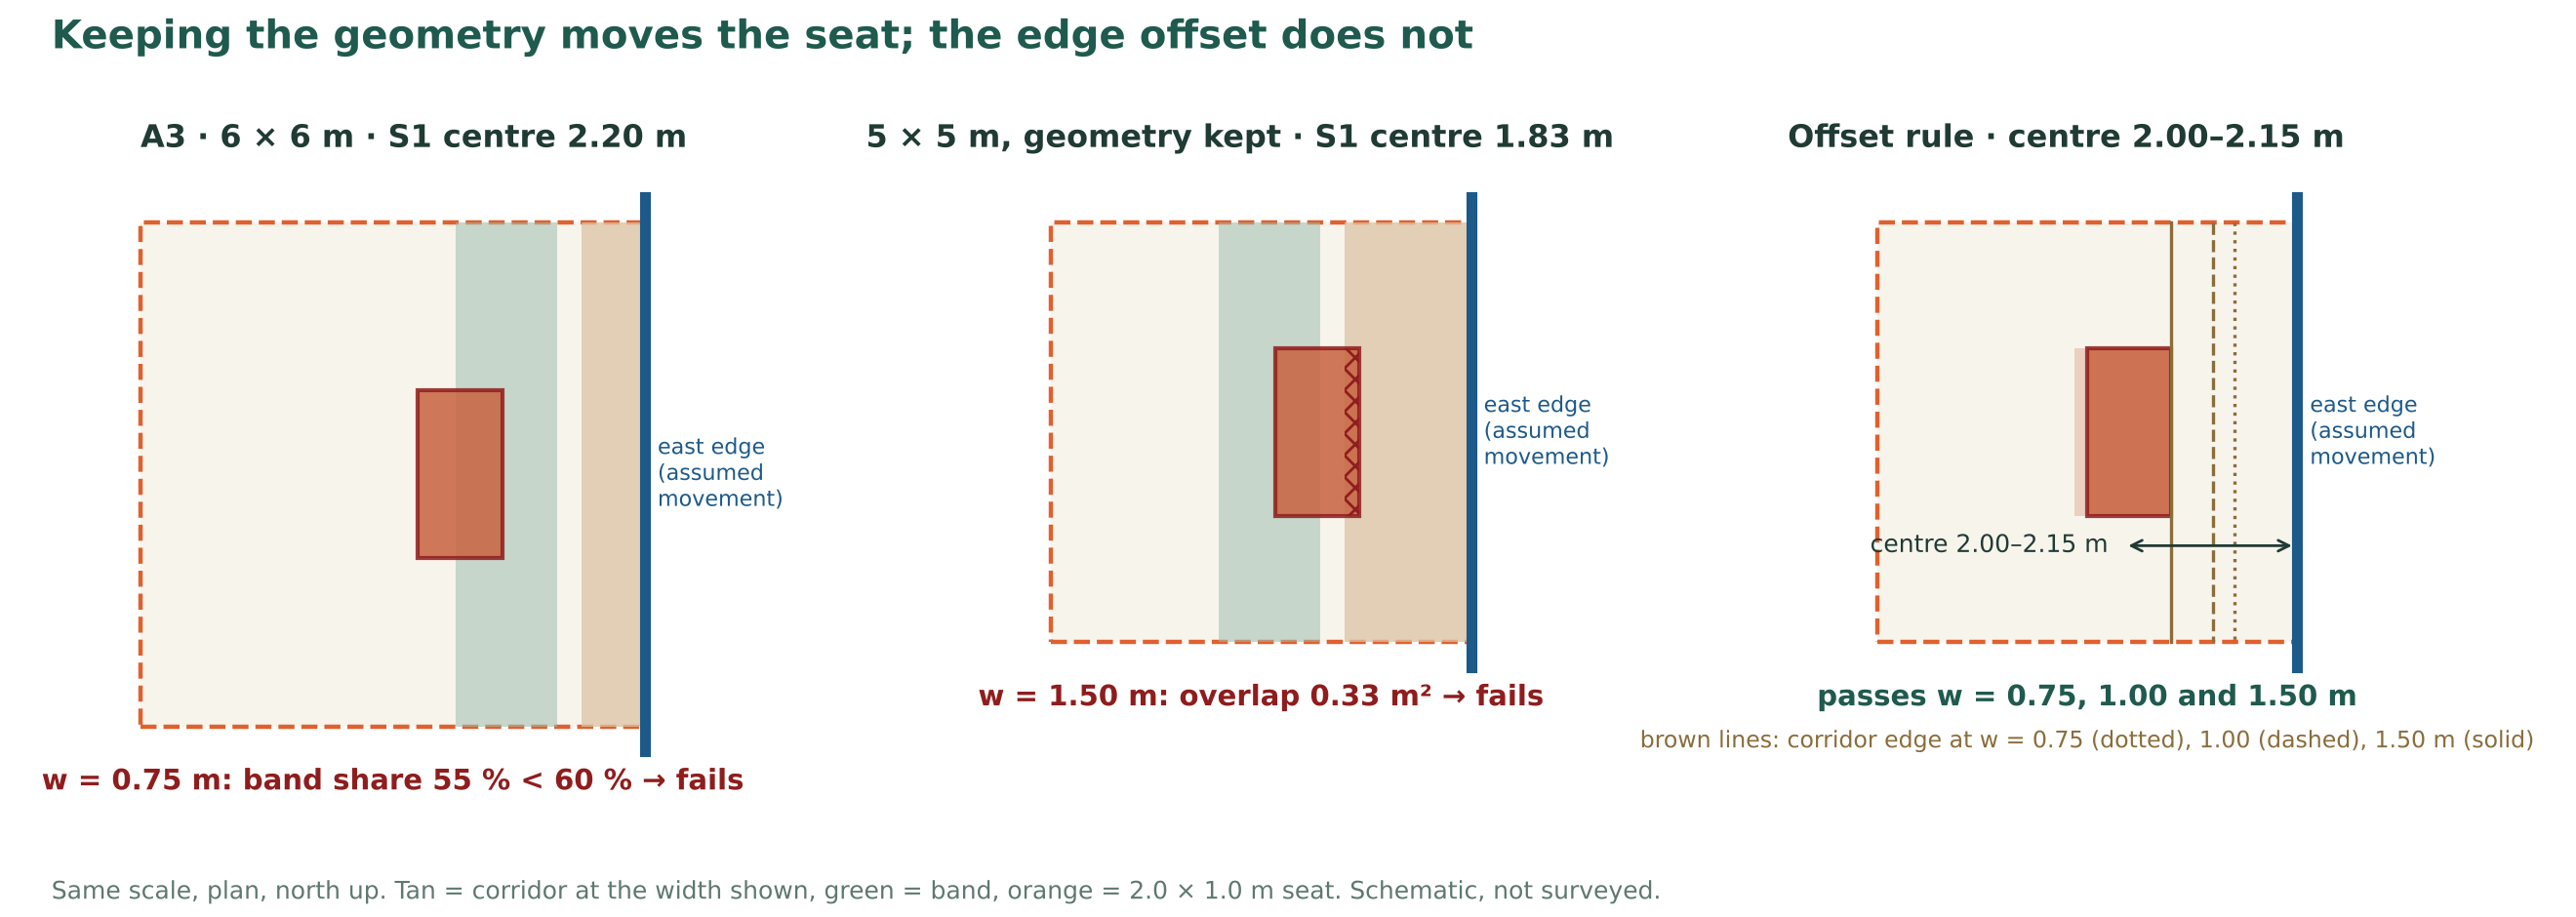 Keeping the geometry moves the seat; the edge offset does not
A3 · 6 × 6 m · S1 centre 2.20 m
east edge
(assumed
movement)
w = 0.75 m: band share 55 % < 60 % → fails
5 × 5 m, geometry kept · S1 centre 1.83 m
east edge
(assumed
movement)
w = 1.50 m: overlap 0.33 m² → fails
Offset rule · centre 2.00–2.15 m
east edge
(assumed
movement)
centre 2.00–2.15 m
passes w = 0.75, 1.00 and 1.50 m
brown lines: corridor edge at w = 0.75 (dotted), 1.00 (dashed), 1.50 m (solid)
Same scale, plan, north up. Tan = corridor at the width shown, green = band, orange = 2.0 × 1.0 m seat. Schematic, not surveyed.